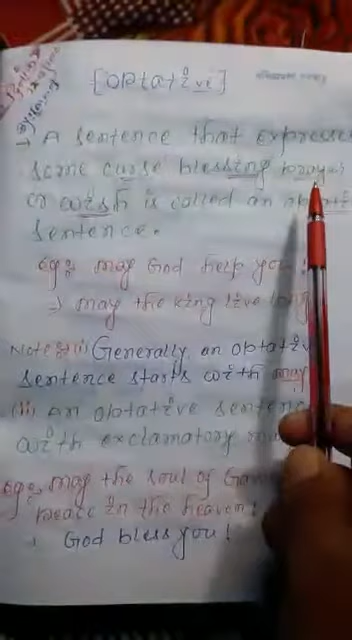 [Optative]
→ A sentence that expresses
some curse blessing prayer
or wish is called an optative
sentence.
eg:- may God help you!
→ may the king live long
Note:- (i) Generally an optative
sentence starts with may
(ii) An optative sentence
with exclamatory
eg:- may the soul of
peace in the heaven!
→ God bless you!